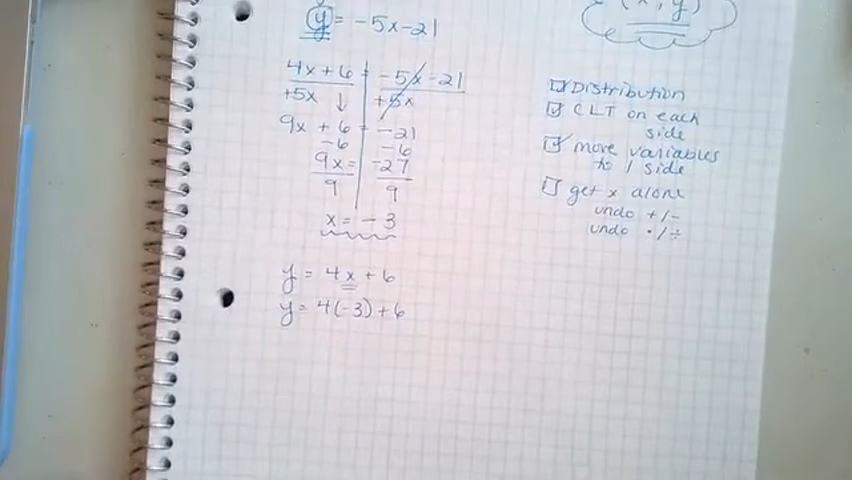 y = -5x-21
(x, y)
4x+6 = -5x-21
+5x +5x
9x + 6 = -21
-6 -6
9x = -27
9 9
x = -3
y = 4x + 6
y = 4(-3) + 6
Distribution
CLT on each
side
move variables
to 1 side
get x alone
undo +/-
undo •/÷